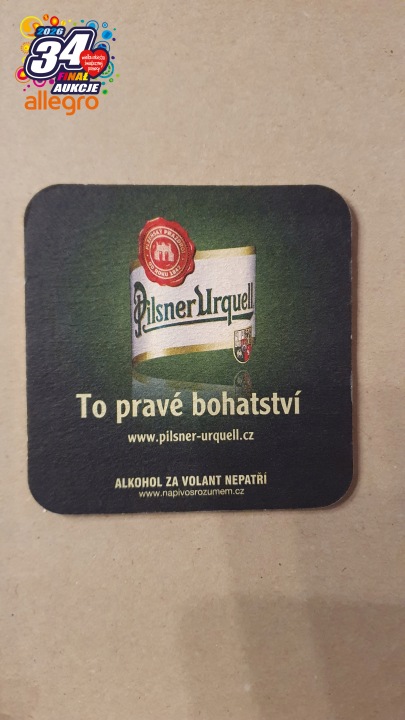 2026
34
FINAŁ
AUKCJE
allegro
Pilsner Urquell
To pravé bohatství
www.pilsner-urquell.cz
ALKOHOL ZA VOLANT NEPATŘÍ
www.napivosrozumem.cz